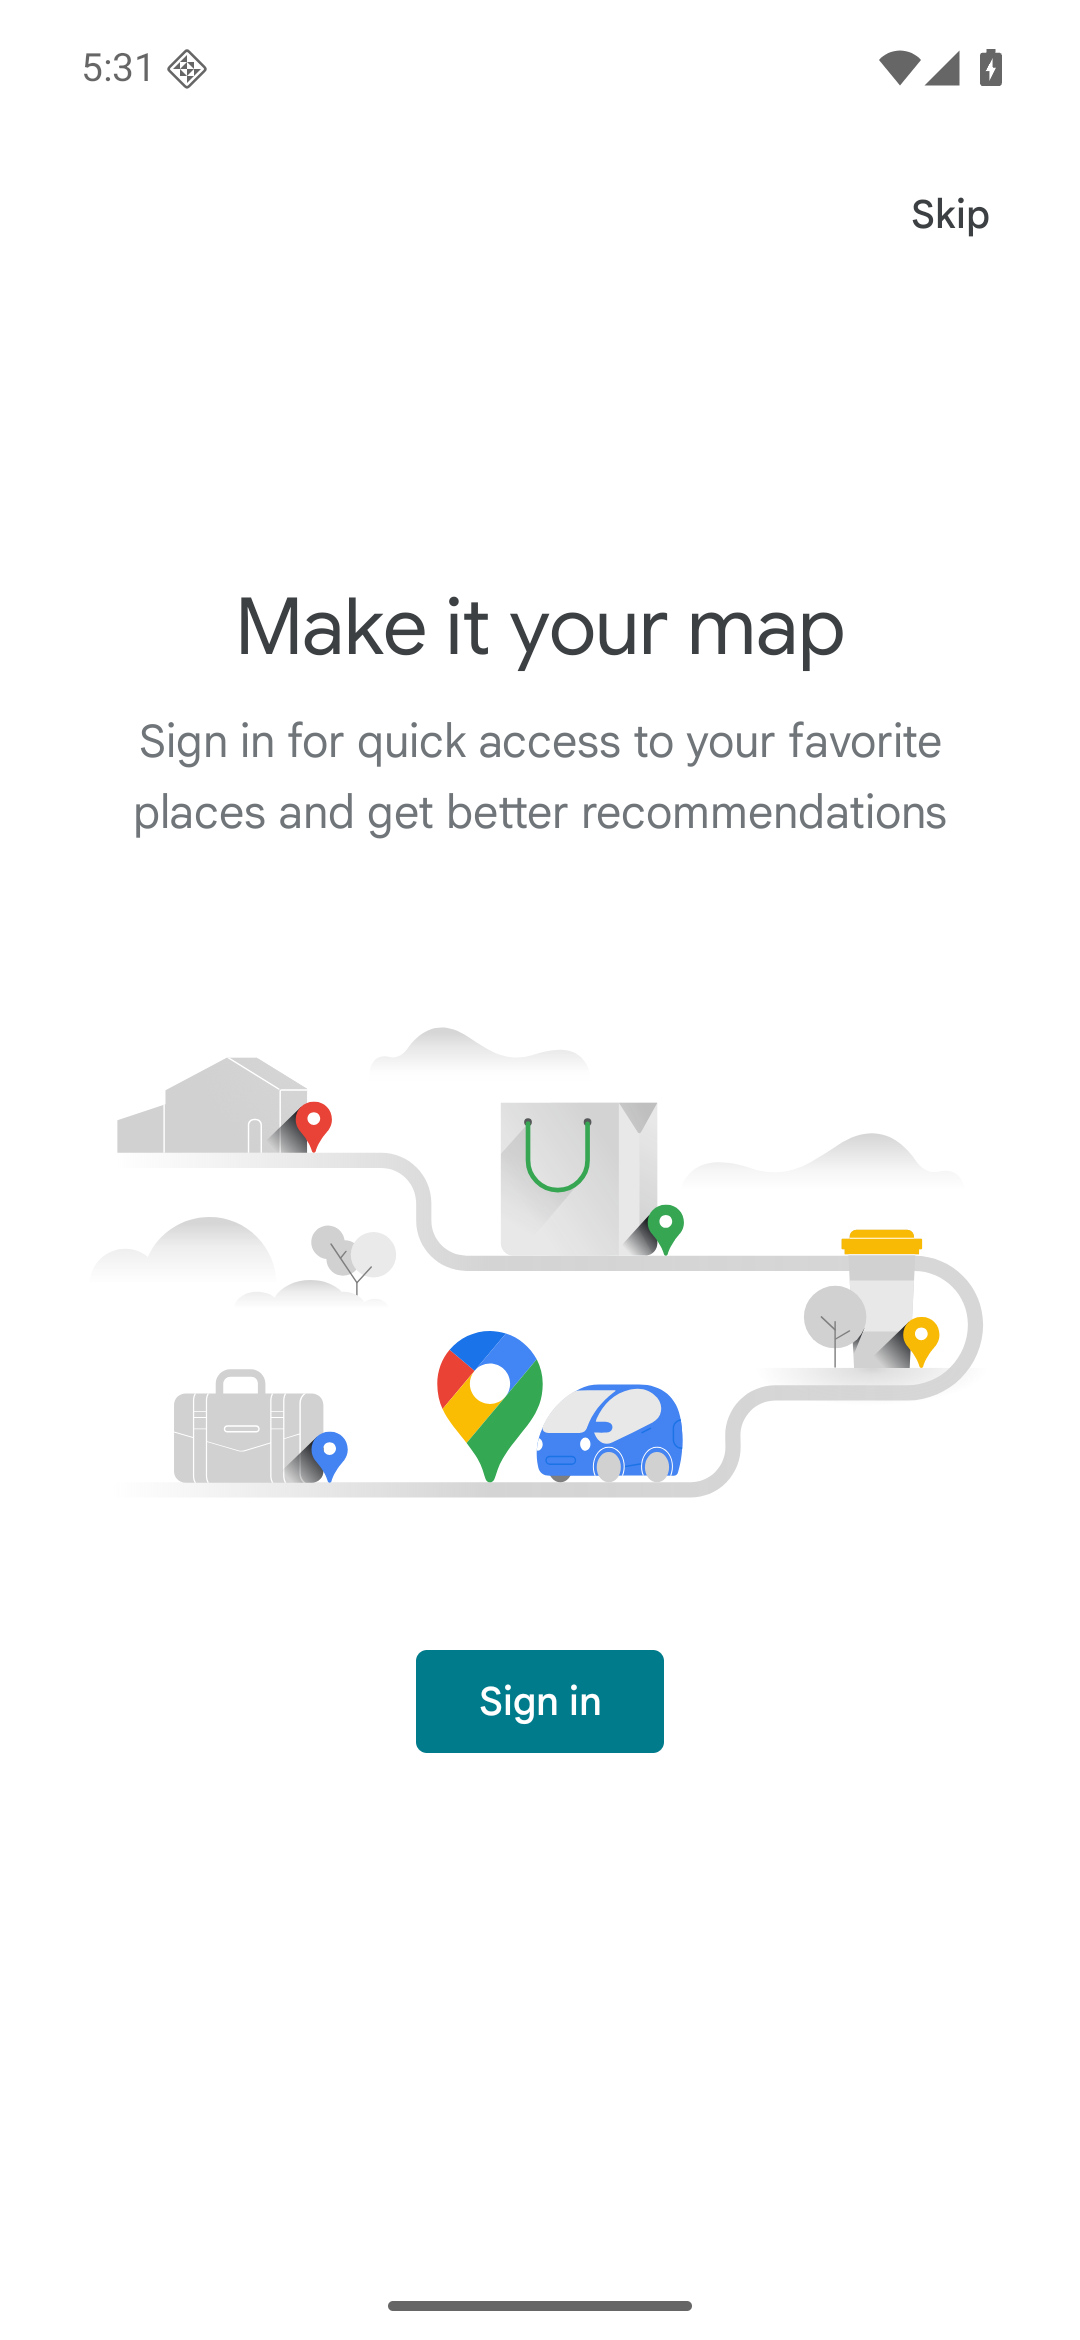 5:31
Skip
Make it your map
Sign in for quick access to your favorite
places and get better recommendations
Sign in